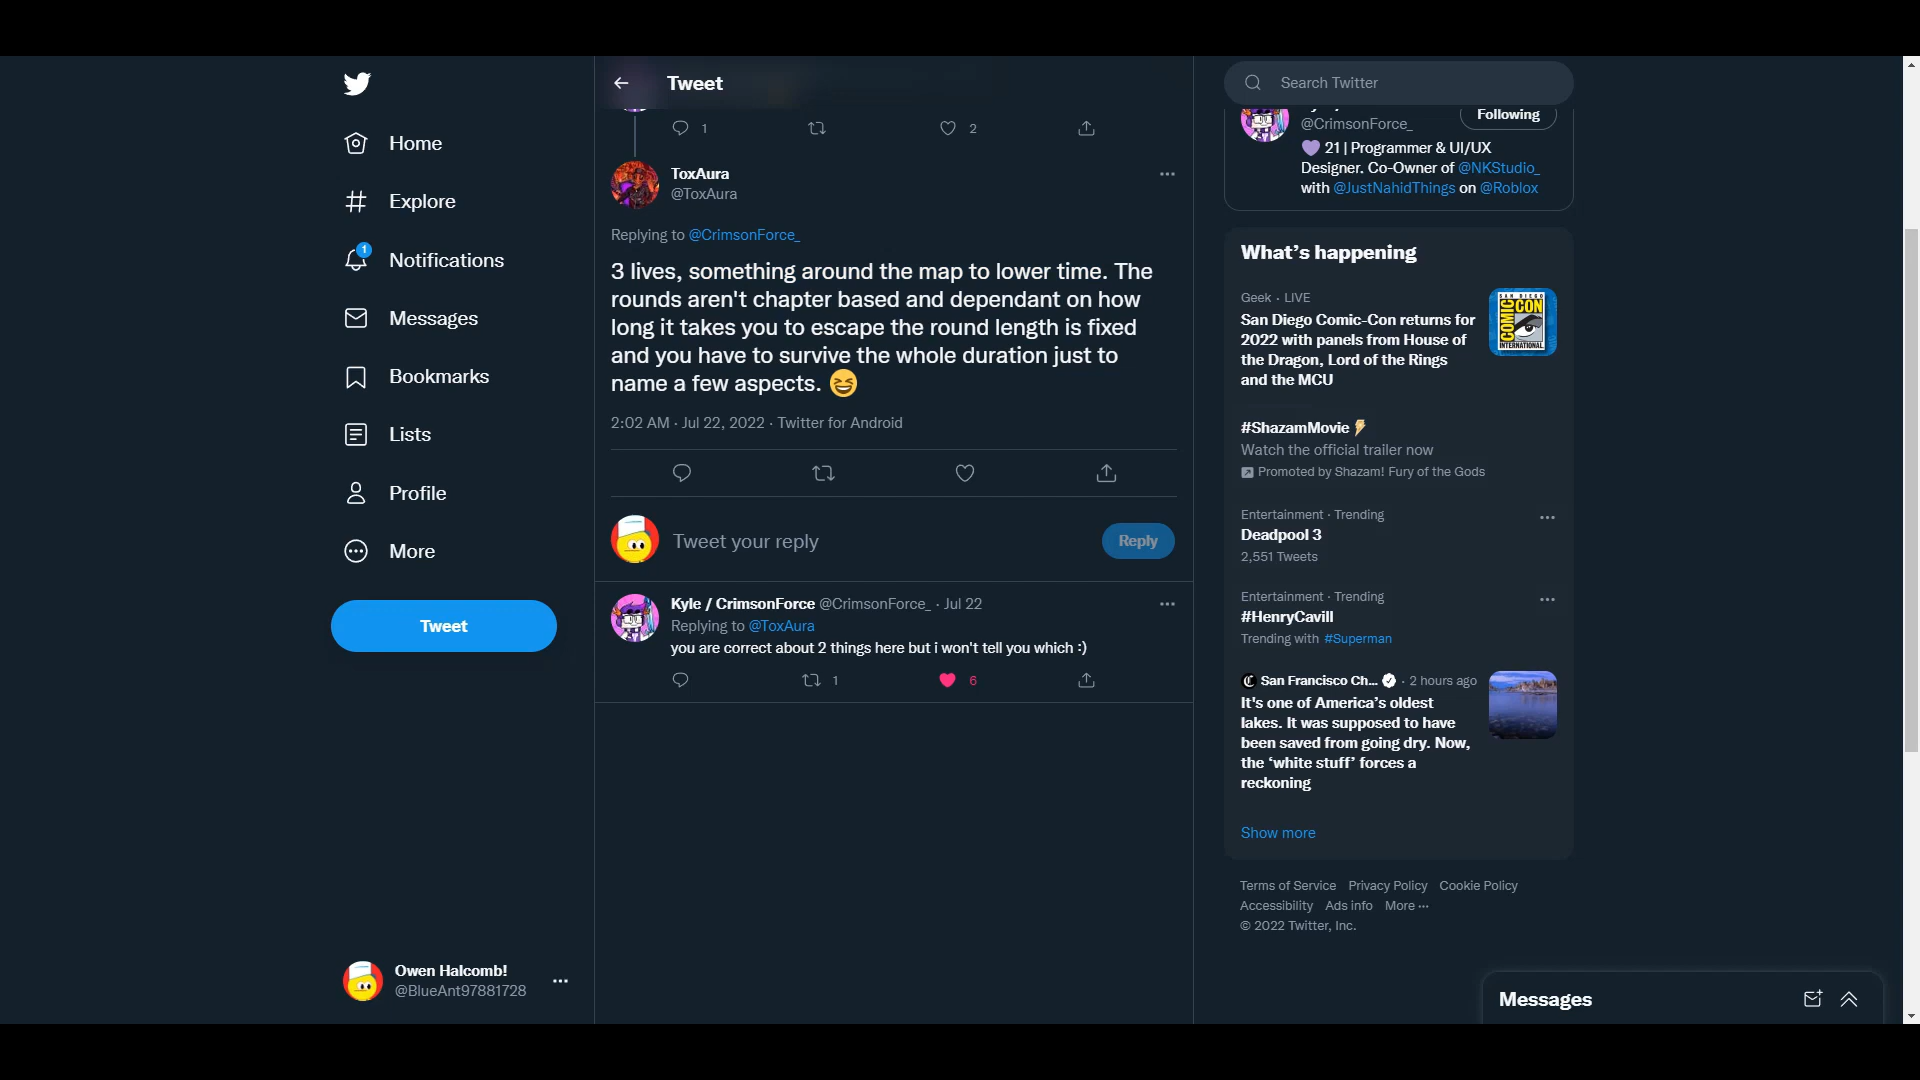 Home
Explore
1
Notifications
Messages
Bookmarks
Lists
Profile
More
Tweet
Owen Halcomb!
@BlueAnt97881728
Tweet
1
2
ToxAura
@ToxAura
Replying to @CrimsonForce_
3 lives, something around the map to lower time. The
rounds aren't chapter based and dependant on how
long it takes you to escape the round length is fixed
and you have to survive the whole duration just to
name a few aspects. 😆
2:02 AM · Jul 22, 2022 · Twitter for Android
Tweet your reply
Reply
Kyle / CrimsonForce @CrimsonForce_ · Jul 22
Replying to @ToxAura
you are correct about 2 things here but i won't tell you which :)
1
6
Search Twitter
@CrimsonForce_
Following
💜 21 | Programmer & UI/UX
Designer. Co-Owner of @NKStudio_
with @JustNahidThings on @Roblox
What’s happening
Geek · LIVE
San Diego Comic-Con returns for
2022 with panels from House of
the Dragon, Lord of the Rings
and the MCU
SAN DIEGO
COMIC CON
INTERNATIONAL
#ShazamMovie
Watch the official trailer now
Promoted by Shazam! Fury of the Gods
Entertainment · Trending
Deadpool 3
2,551 Tweets
Entertainment · Trending
#HenryCavill
Trending with #Superman
San Francisco Ch... · 2 hours ago
It's one of America’s oldest
lakes. It was supposed to have
been saved from going dry. Now,
the ‘white stuff’ forces a
reckoning
Show more
Terms of Service Privacy Policy Cookie Policy
Accessibility Ads info More ···
© 2022 Twitter, Inc.
Messages